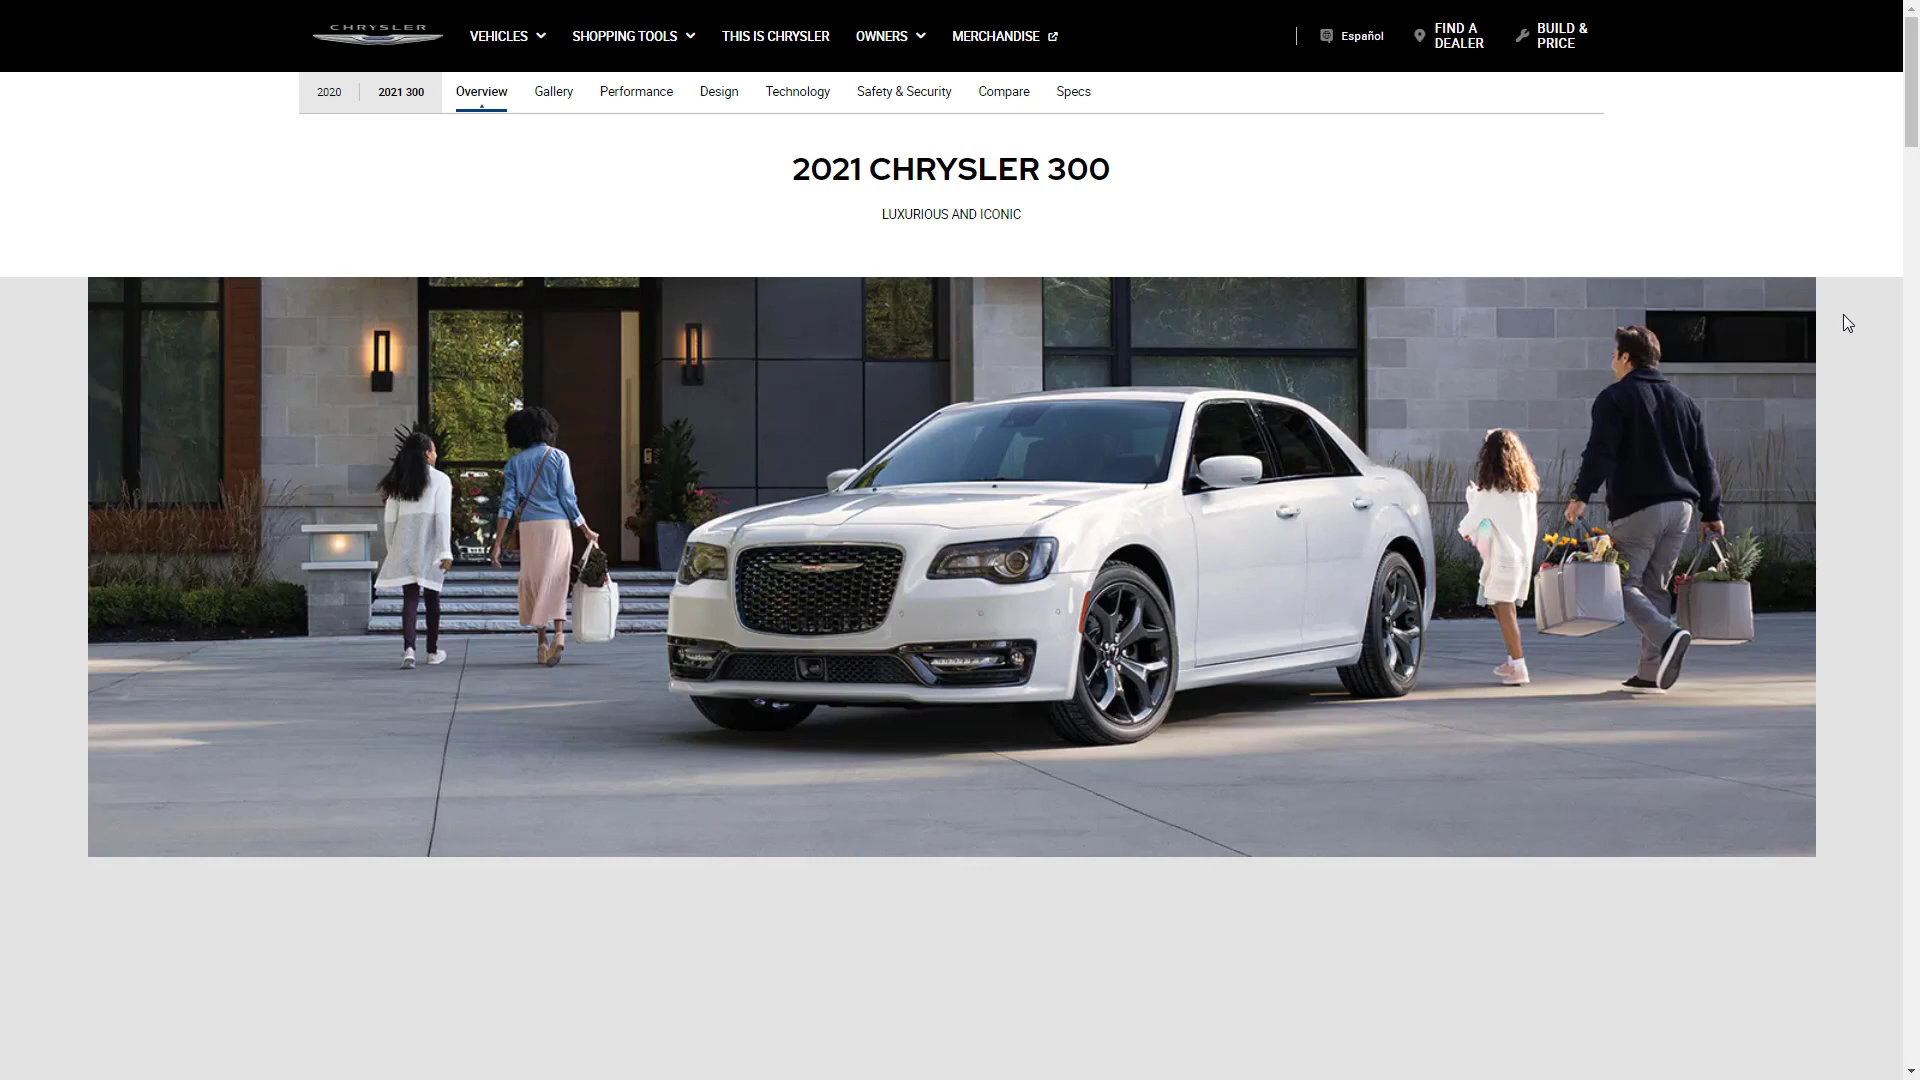 CHRYSLER
VEHICLES
SHOPPING TOOLS
THIS IS CHRYSLER
OWNERS
MERCHANDISE
Español
FIND A
DEALER
BUILD &
PRICE
2020
2021 300
Overview
Gallery
Performance
Design
Technology
Safety & Security
Compare
Specs
2021 CHRYSLER 300
LUXURIOUS AND ICONIC